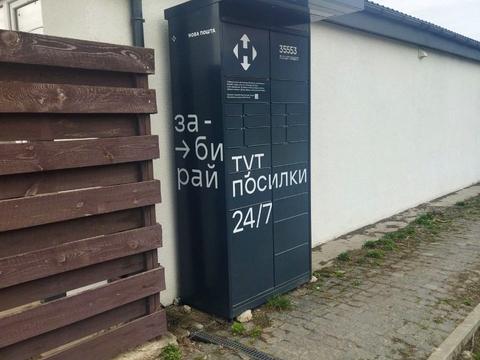 НОВА ПОШТА
35553
за-
→би
рай
тут
посилки
24/7